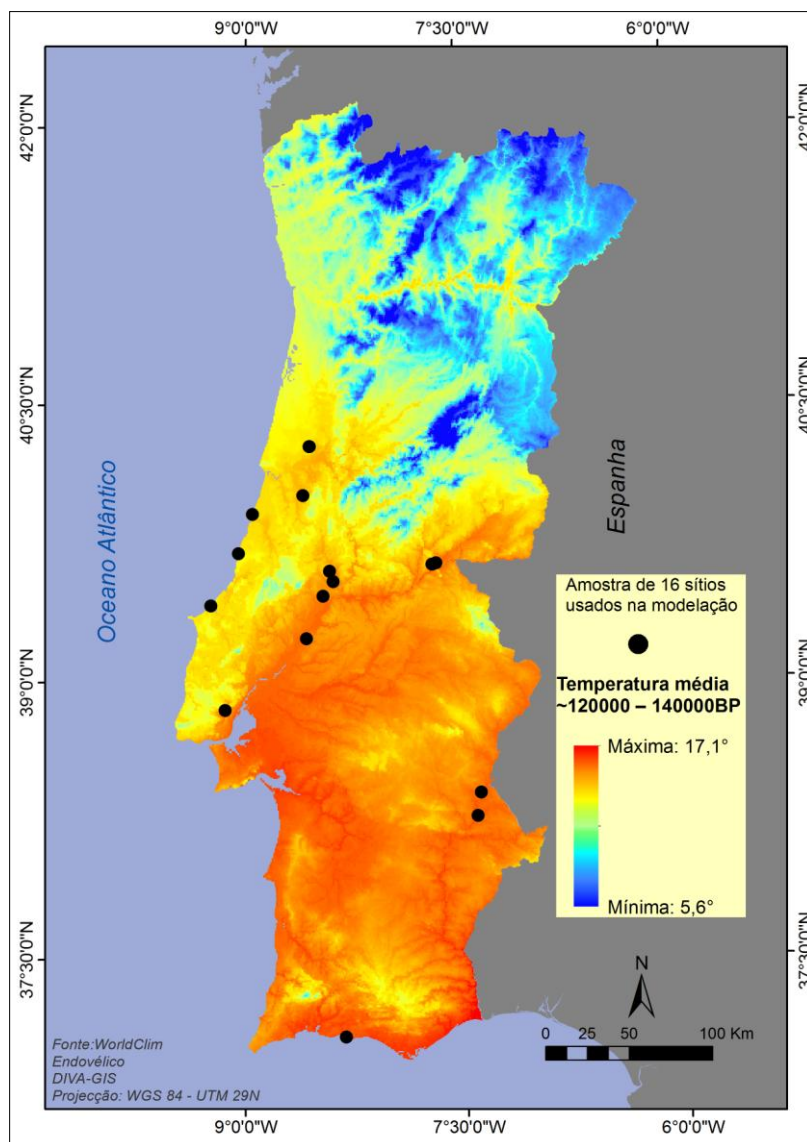 9°0'0"W
7°30'0"W
6°0'0"W
42°0'0"N
42°0'0"N
40°30'0"N
40°30'0"N
Oceano Atlântico
Espanha
Amostra de 16 sítios
usados na modelação
39°0'0"N
39°0'0"N
Temperatura média
~120000 – 140000BP
Máxima: 17,1°
Mínima: 5,6°
37°30'0"N
37°30'0"N
N
0 25 50 100 Km
Fonte:WorldClim
Endovélico
DIVA-GIS
Projecção: WGS 84 - UTM 29N
9°0'0"W
7°30'0"W
6°0'0"W